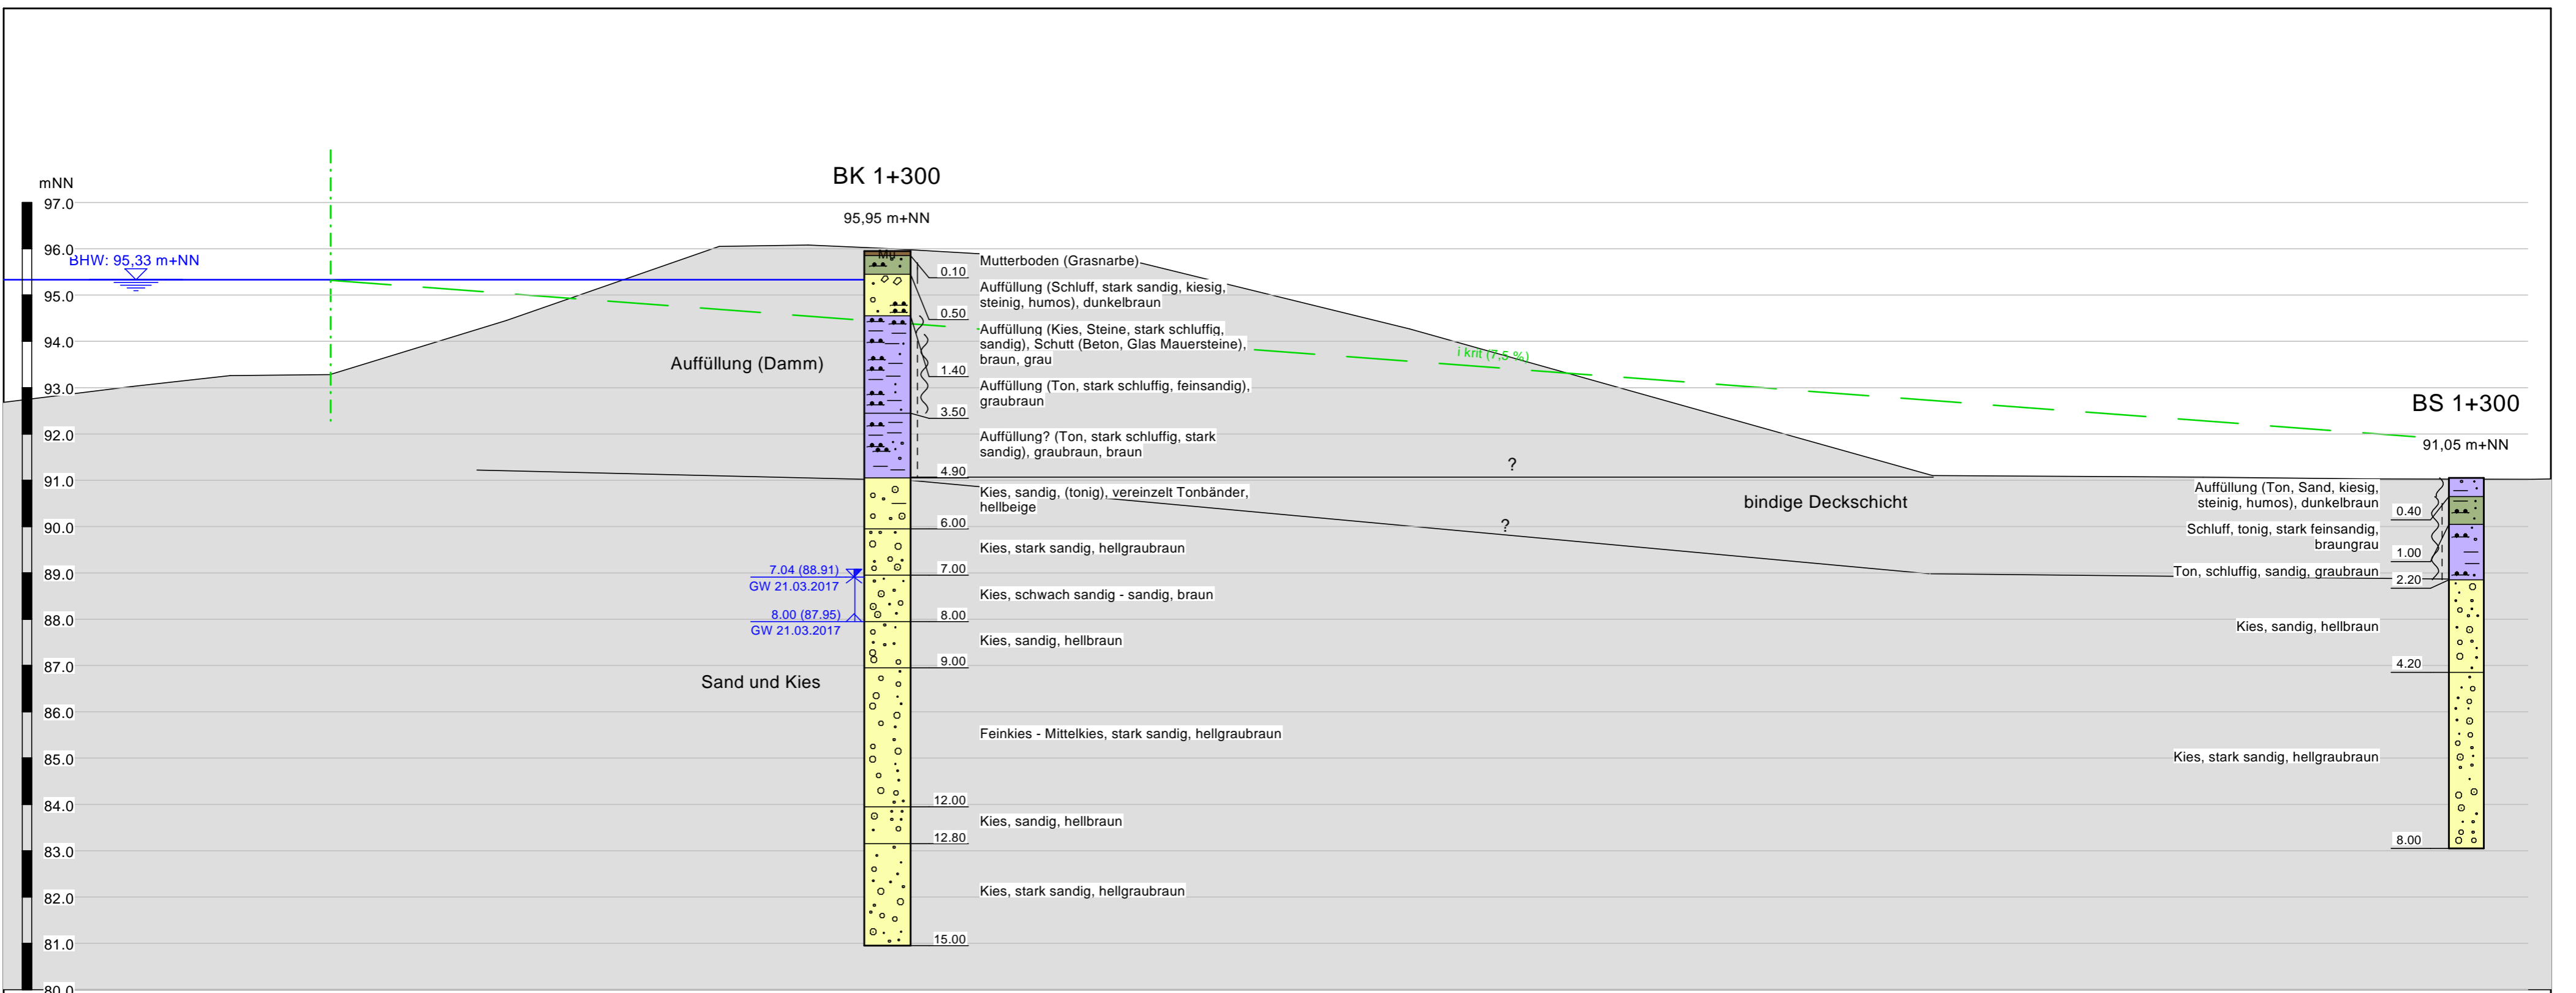 BK 1+300
95,95 m+NN
mNN
97.0
96.0
BHW: 95,33 m+NN
95.0
94.0
93.0
92.0
91.0
90.0
89.0
88.0
87.0
86.0
85.0
84.0
83.0
82.0
81.0
80.0
Mu
Auffüllung (Damm)
Sand und Kies
7.04 (88.91)
GW 21.03.2017
8.00 (87.95)
GW 21.03.2017
0.10
0.50
1.40
3.50
4.90
6.00
7.00
8.00
9.00
12.00
12.80
15.00
Mutterboden (Grasnarbe)
Auffüllung (Schluff, stark sandig, kiesig,
steinig, humos), dunkelbraun
Auffüllung (Kies, Steine, stark schluffig,
sandig), Schutt (Beton, Glas Mauersteine),
braun, grau
Auffüllung (Ton, stark schluffig, feinsandig),
graubraun
Auffüllung? (Ton, stark schluffig, stark
sandig), graubraun, braun
Kies, sandig, (tonig), vereinzelt Tonbänder,
hellbeige
Kies, stark sandig, hellgraubraun
Kies, schwach sandig - sandig, braun
Kies, sandig, hellbraun
Feinkies - Mittelkies, stark sandig, hellgraubraun
Kies, sandig, hellbraun
Kies, stark sandig, hellgraubraun
i krit (7,5 %)
?
bindige Deckschicht
?
BS 1+300
91,05 m+NN
Auffüllung (Ton, Sand, kiesig,
steinig, humos), dunkelbraun
0.40
Schluff, tonig, stark feinsandig,
braungrau
1.00
Ton, schluffig, sandig, graubraun
2.20
Kies, sandig, hellbraun
4.20
Kies, stark sandig, hellgraubraun
8.00